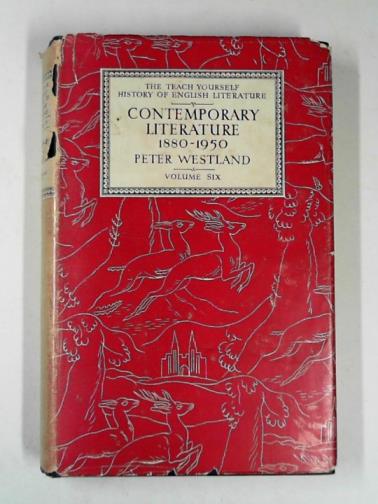 THE TEACH YOURSELF
HISTORY OF ENGLISH LITERATURE
CONTEMPORARY
LITERATURE
1880-1950
PETER WESTLAND
VOLUME SIX